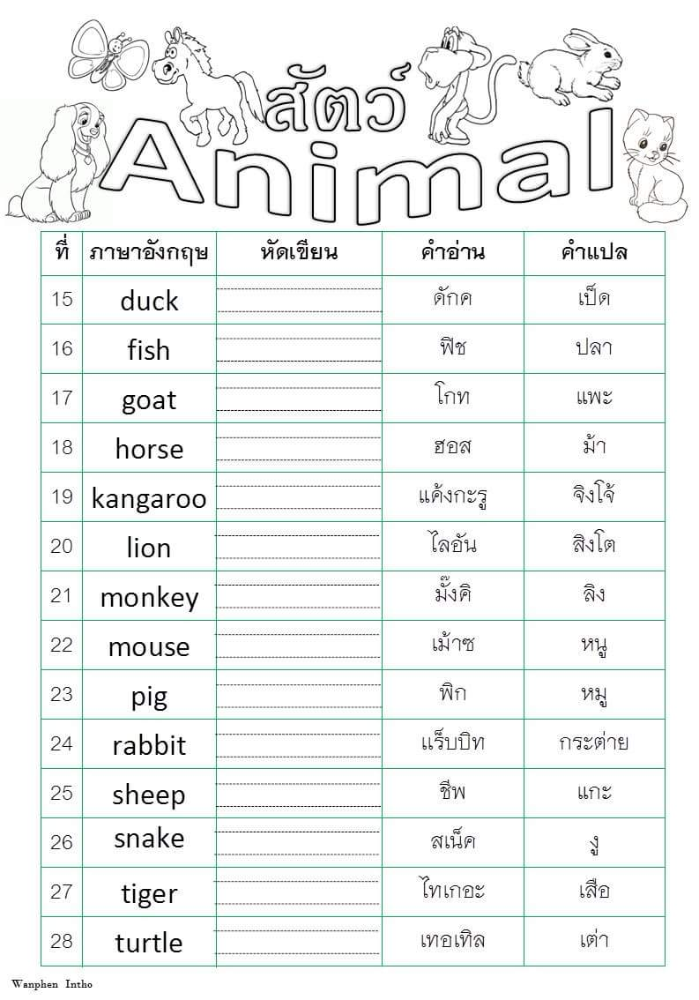 สัตว์
Animal
ที่ ภาษาอังกฤษ หัดเขียน คำอ่าน คำแปล
15 duck ดักค เป็ด
16 fish ฟิช ปลา
17 goat โกท แพะ
18 horse ฮอส ม้า
19 kangaroo แค้งกะรู จิงโจ้
20 lion ไลอัน สิงโต
21 monkey มั๊งคิ ลิง
22 mouse เม้าซ หนู
23 pig พิก หมู
24 rabbit แร็บบิท กระต่าย
25 sheep ชีพ แกะ
26 snake สเน็ค งู
27 tiger ไทเกอะ เสือ
28 turtle เทอเทิล เต่า
Wanphen Intho